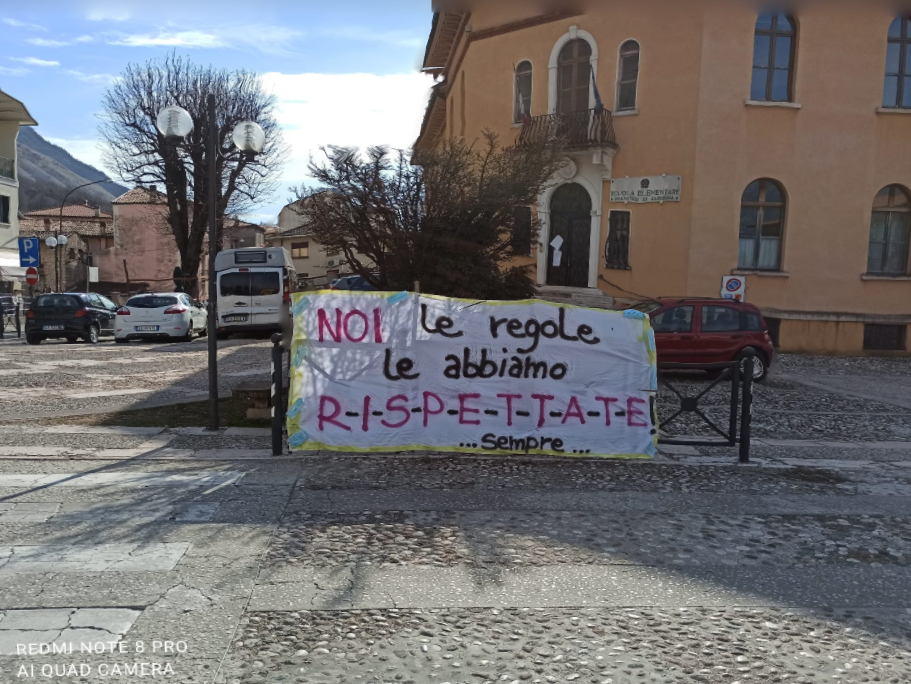 SCUOLA ELEMENTARE
P
NOI le regole
le abbiamo
R-I-S-P-E-T-T-A-T-E!
...sempre...
REDMI NOTE 8 PRO
AI QUAD CAMERA